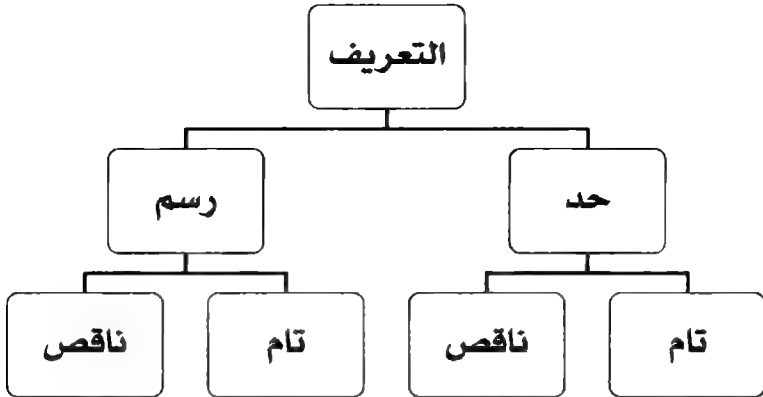 التعريف
حد
رسم
تام
ناقص
تام
ناقص